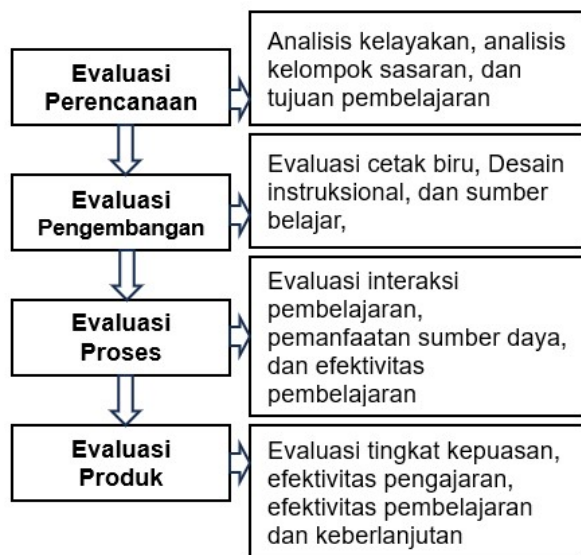 Evaluasi
Perencanaan
Analisis kelayakan, analisis
kelompok sasaran, dan
tujuan pembelajaran
Evaluasi
Pengembangan
Evaluasi cetak biru, Desain
instruksional, dan sumber
belajar,
Evaluasi
Proses
Evaluasi interaksi
pembelajaran,
pemanfaatan sumber daya,
dan efektivitas
pembelajaran
Evaluasi
Produk
Evaluasi tingkat kepuasan,
efektivitas pengajaran,
efektivitas pembelajaran
dan keberlanjutan